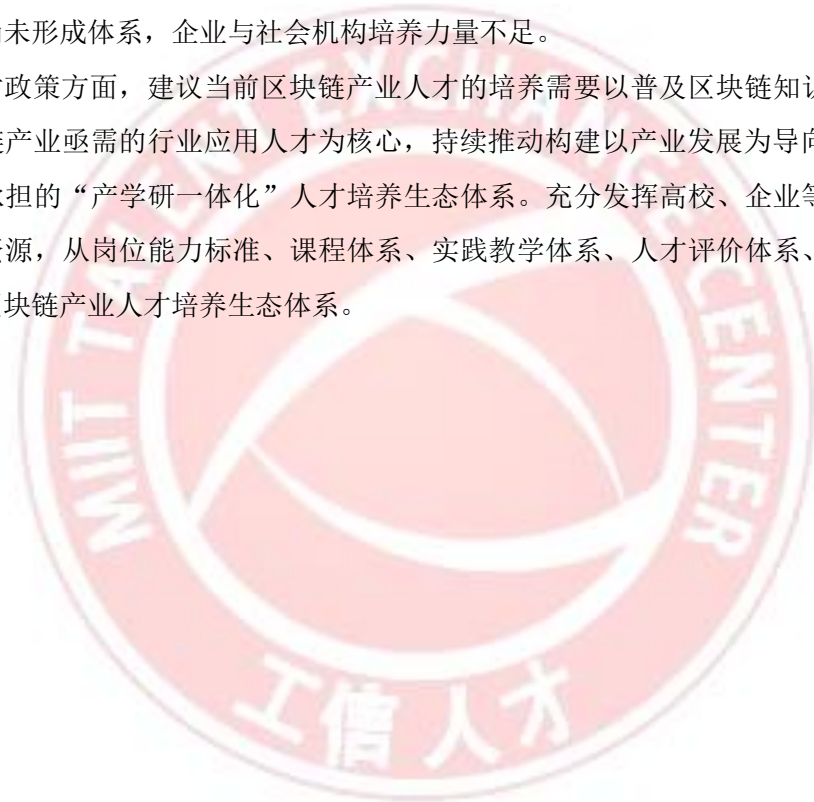 未形成体系，企业与社会机构培养力量不足。
政策方面，建议当前区块链产业人才的培养需要以普及区块链知
产业亟需的行业应用人才为核心，持续推动构建以产业发展为导向
担的“产学研一体化”人才培养生态体系。充分发挥高校、企业等
源，从岗位能力标准、课程体系、实践教学体系、人才评价体系、
块链产业人才培养生态体系。
MIIT TALENT EXCHANGE CENTER
工信人才